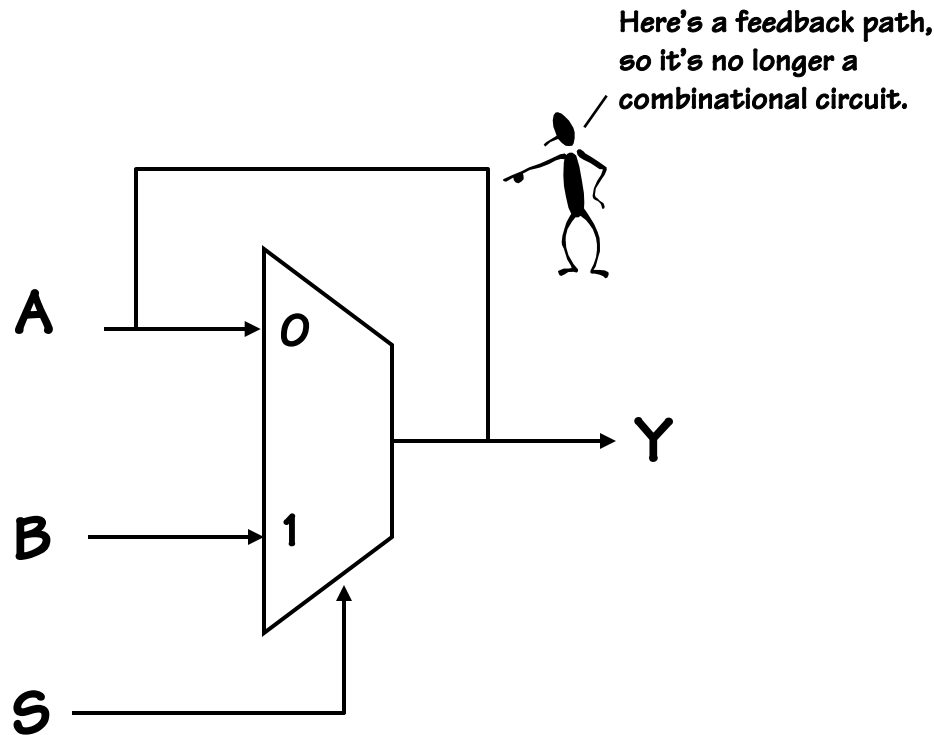 Here's a feedback path,
so it's no longer a
combinational circuit.
A
0
Y
B
1
S